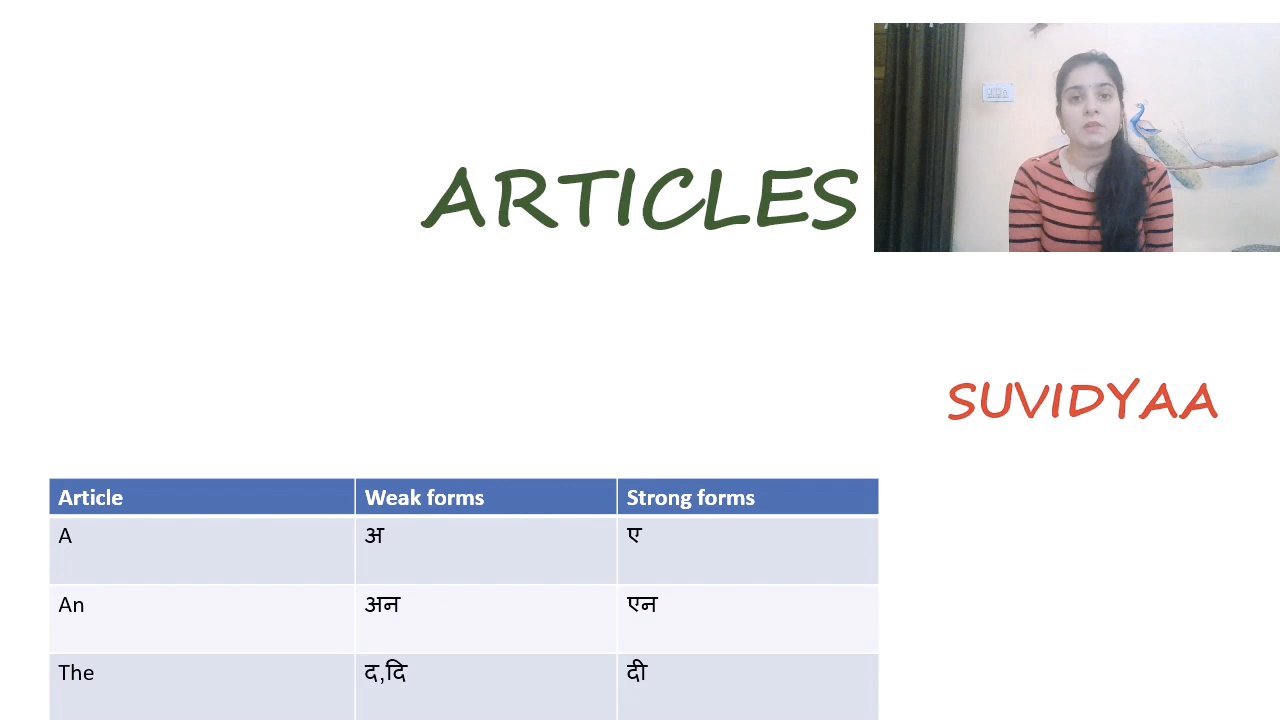 ARTICLES
SUVIDYAA
Article Weak forms Strong forms
A अ ए
An अन एन
The द,दि दी